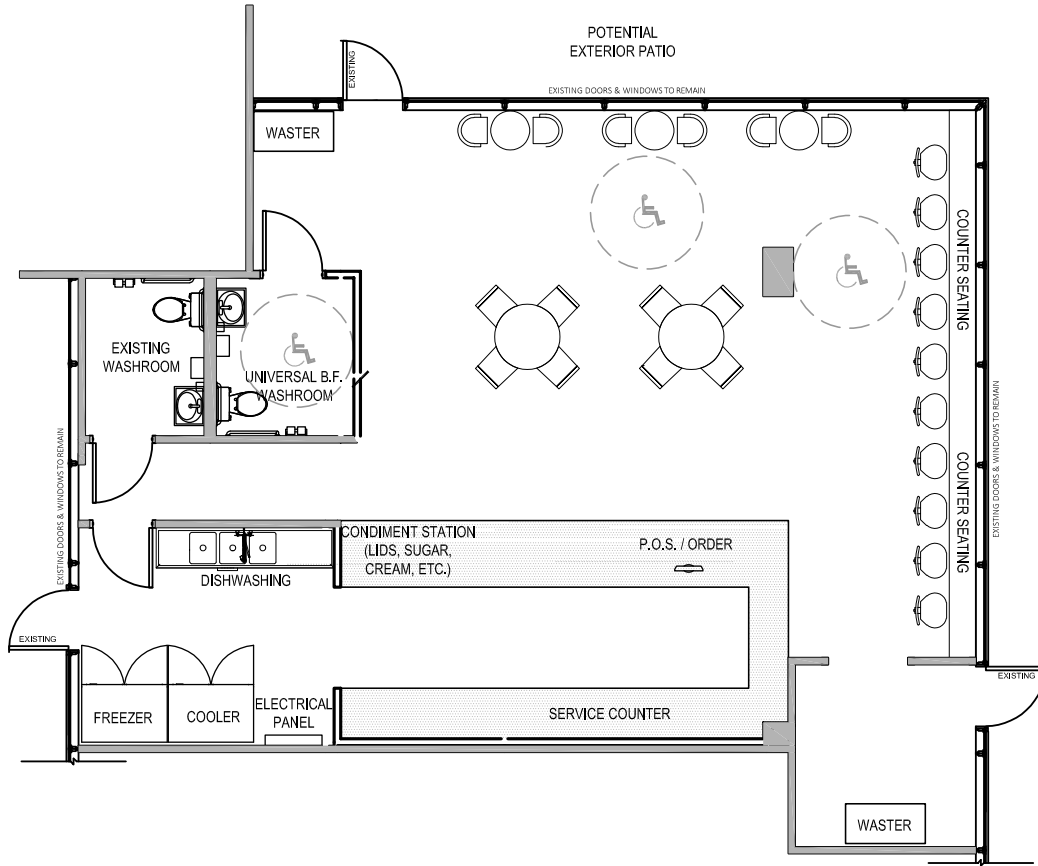 POTENTIAL
EXTERIOR PATIO
EXISTING
EXISTING DOORS & WINDOWS TO REMAIN
WASTER
COUNTER SEATING
EXISTING
WASHROOM
UNIVERSAL B.F.
WASHROOM
EXISTING DOORS & WINDOWS TO REMAIN
COUNTER SEATING
EXISTING DOORS & WINDOWS TO REMAIN
CONDIMENT STATION
(LIDS, SUGAR,
CREAM, ETC.)
P.O.S. / ORDER
DISHWASHING
EXISTING
EXISTING
FREEZER
COOLER
ELECTRICAL
PANEL
SERVICE COUNTER
WASTER